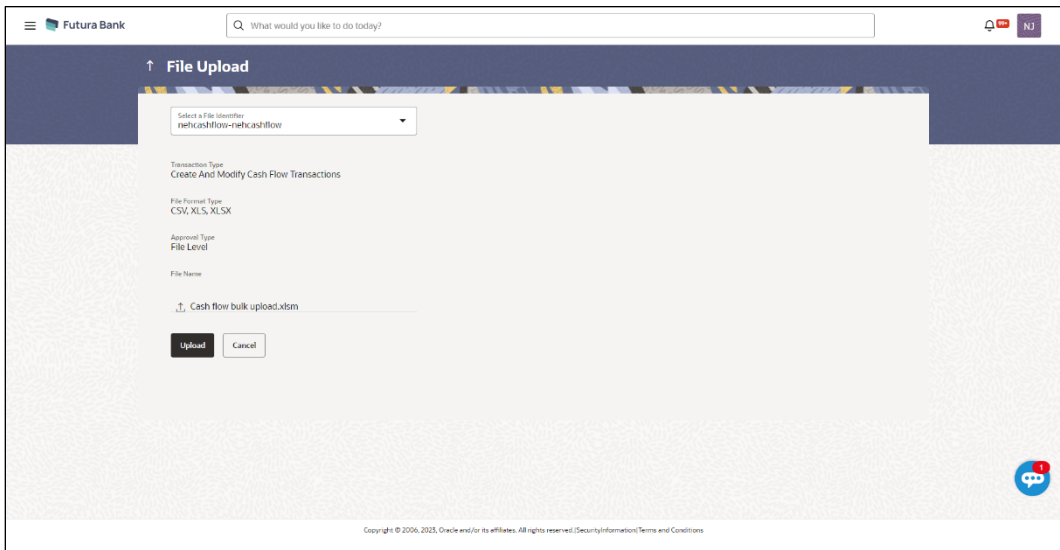 Futura Bank
What would you like to do today?
99+
NJ
↑ File Upload
Select a File Identifier
nehcashflow-nehcashflow
Transaction Type
Create And Modify Cash Flow Transactions
File Format Type
CSV, XLS, XLSX
Approval Type
File Level
File Name
Cash flow bulk upload.xlsm
Upload Cancel
1
Copyright © 2006, 2023, Oracle and/or its affiliates. All rights reserved.|SecurityInformation|Terms and Conditions